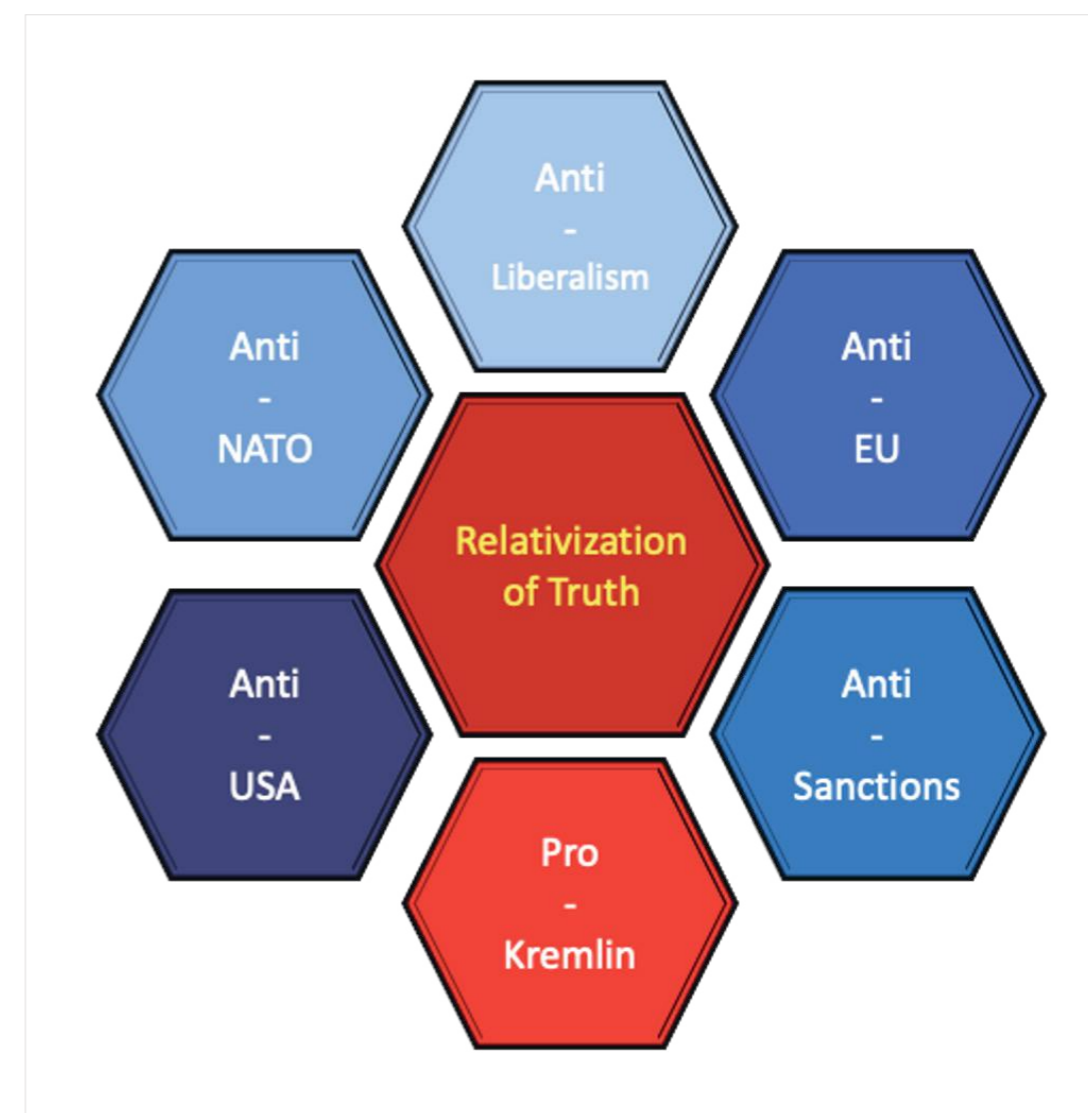 Anti
-
Liberalism
Anti
-
NATO
Anti
-
EU
Relativization
of Truth
Anti
-
USA
Anti
-
Sanctions
Pro
-
Kremlin